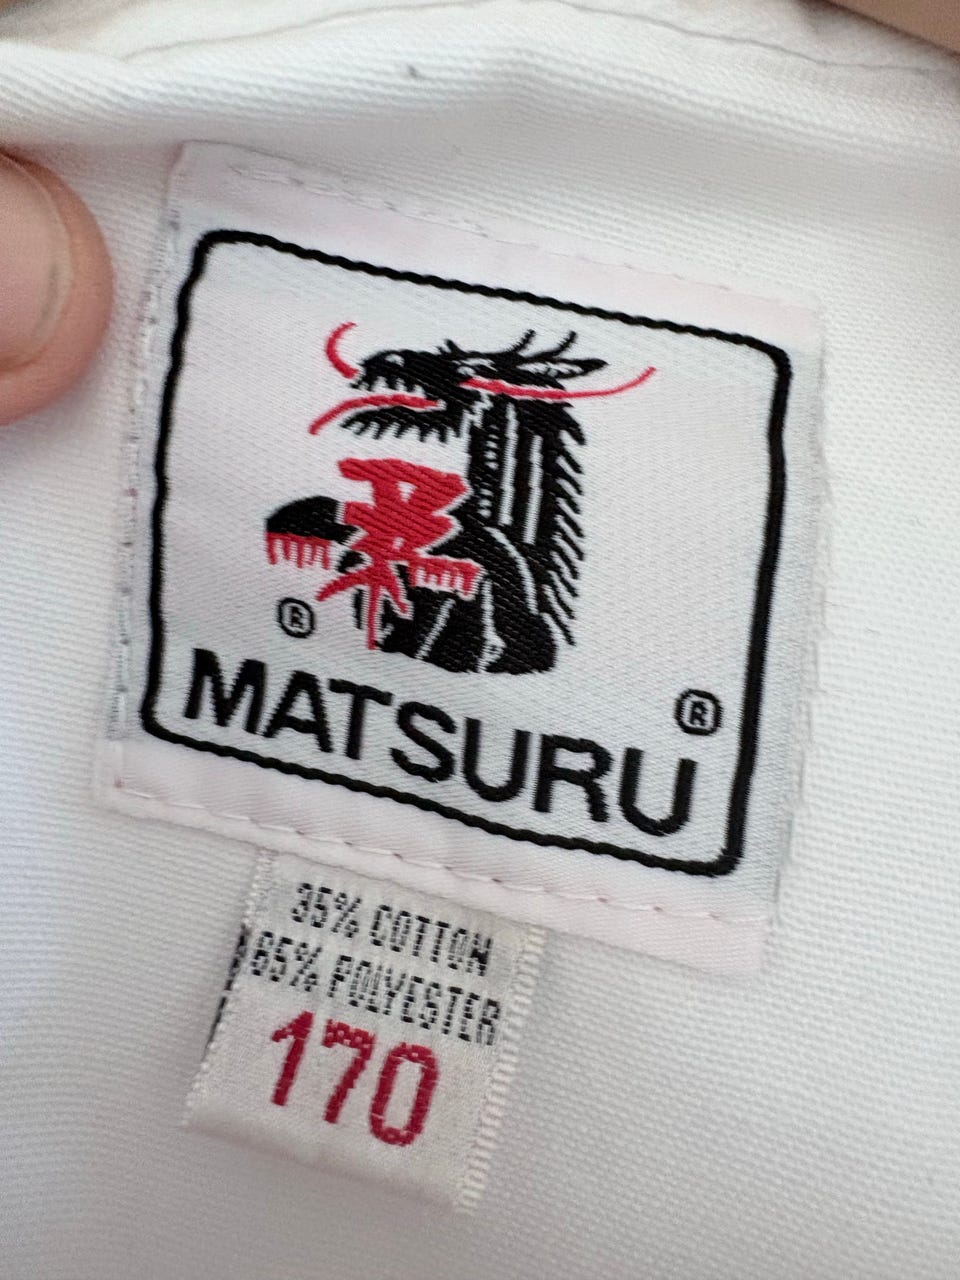 柔
®
MATSURU ®
35% COTTON
65% POLYESTER
170